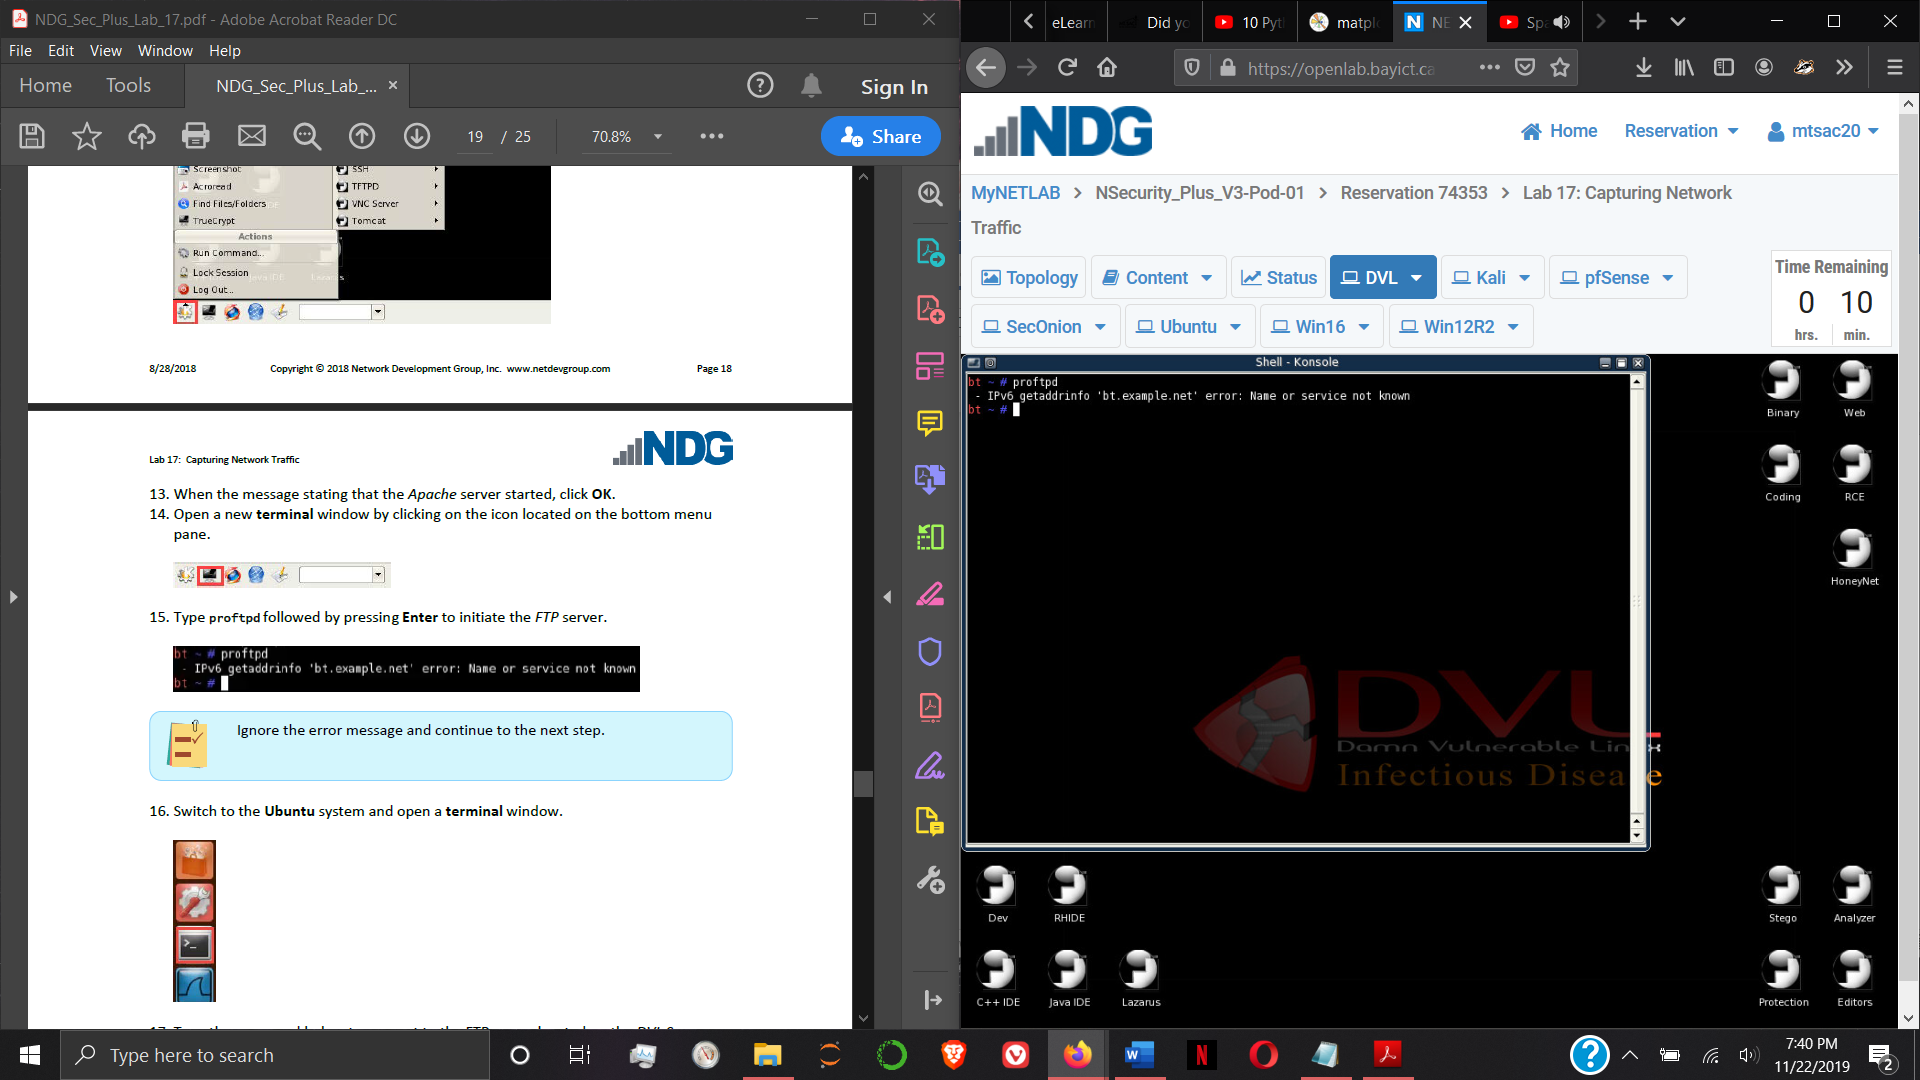 NDG_Sec_Plus_Lab_17.pdf - Adobe Acrobat Reader DC
File Edit View Window Help
Home Tools NDG_Sec_Plus_Lab_... × Sign In
19 / 25 70.8% Share
Screenshot
Acroread
Find Files/Folders
TrueCrypt
SSH
TFTPD
VNC Server
Tomcat
Actions
Run Command...
Lock Session
Log Out...
8/28/2018 Copyright © 2018 Network Development Group, Inc. www.netdevgroup.com Page 18
Lab 17: Capturing Network Traffic
NDG
13. When the message stating that the Apache server started, click OK.
14. Open a new terminal window by clicking on the icon located on the bottom menu
pane.
15. Type proftpd followed by pressing Enter to initiate the FTP server.
bt ~ # proftpd
- IPv6 getaddrinfo 'bt.example.net' error: Name or service not known
bt ~ #
Ignore the error message and continue to the next step.
16. Switch to the Ubuntu system and open a terminal window.
eLearn Did yo 10 Pyt matpl NE Spa
https://openlab.bayict.ca
NDG
Home Reservation mtsac20
MyNETLAB > NSecurity_Plus_V3-Pod-01 > Reservation 74353 > Lab 17: Capturing Network
Traffic
Topology Content Status DVL Kali pfSense
SecOnion Ubuntu Win16 Win12R2
Time Remaining
0 10
hrs. min.
Shell - Konsole
bt ~ # proftpd
- IPv6 getaddrinfo 'bt.example.net' error: Name or service not known
bt ~ #
Binary Web
Coding RCE
HoneyNet
DVL
Damn Vulnerable Linux
Infectious Disease
Dev RHIDE
Stego Analyzer
C++ IDE Java IDE Lazarus
Protection Editors
Type here to search
7:40 PM
11/22/2019
2